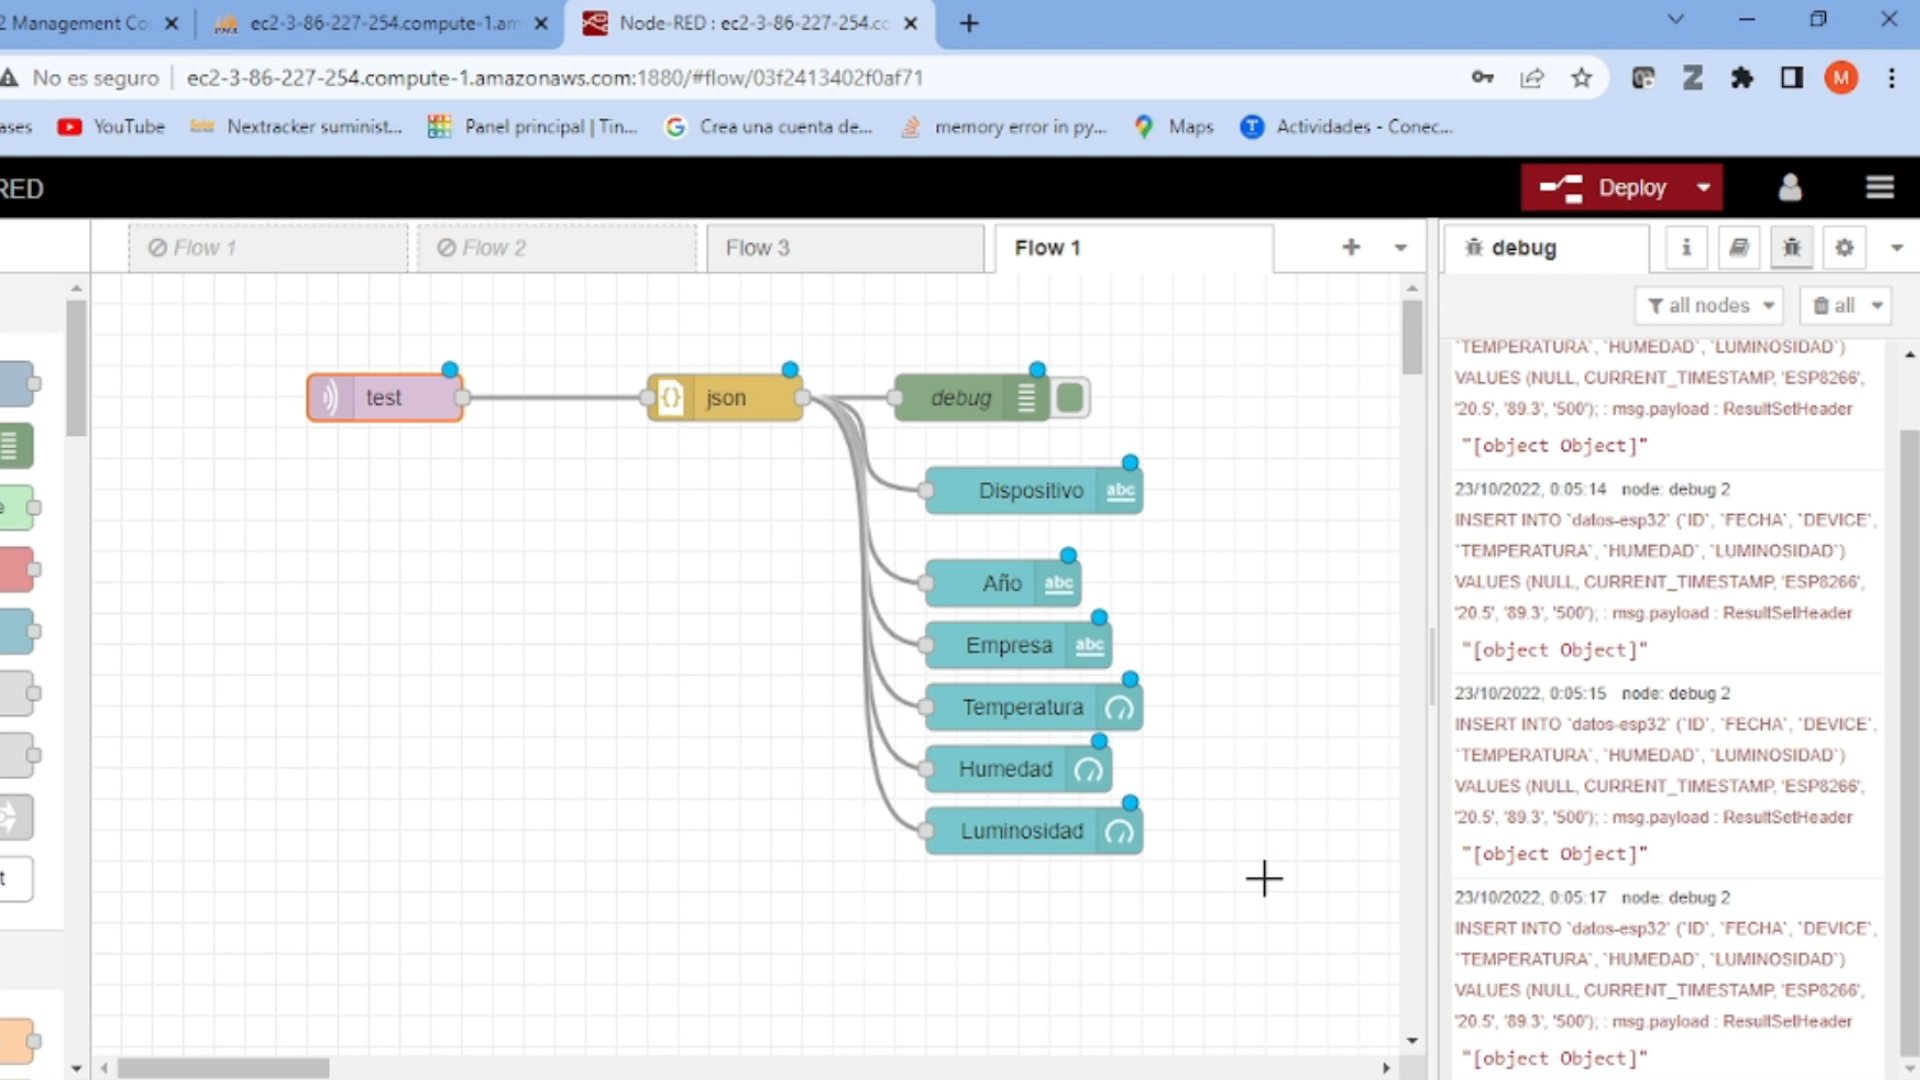 2 Management Co
ec2-3-86-227-254.compute-1.am
Node-RED : ec2-3-86-227-254.cc
No es seguro
ec2-3-86-227-254.compute-1.amazonaws.com:1880/#flow/03f2413402f0af71
M
ases
YouTube
Nextracker suminist...
Panel principal | Tin...
Crea una cuenta de...
memory error in py...
Maps
Actividades - Conec...
RED
Deploy
Flow 1
Flow 2
Flow 3
Flow 1
debug
all nodes
all
test
json
debug
Dispositivo
abc
Año
abc
Empresa
abc
Temperatura
Humedad
Luminosidad
e
t
`TEMPERATURA`, `HUMEDAD`, `LUMINOSIDAD`)
VALUES (NULL, CURRENT_TIMESTAMP, 'ESP8266',
'20.5', '89.3', '500'); : msg.payload : ResultSetHeader
"[object Object]"
23/10/2022, 0:05:14 node: debug 2
INSERT INTO `datos-esp32` (`ID`, `FECHA`, `DEVICE`,
`TEMPERATURA`, `HUMEDAD`, `LUMINOSIDAD`)
VALUES (NULL, CURRENT_TIMESTAMP, 'ESP8266',
'20.5', '89.3', '500'); : msg.payload : ResultSetHeader
"[object Object]"
23/10/2022, 0:05:15 node: debug 2
INSERT INTO `datos-esp32` (`ID`, `FECHA`, `DEVICE`,
`TEMPERATURA`, `HUMEDAD`, `LUMINOSIDAD`)
VALUES (NULL, CURRENT_TIMESTAMP, 'ESP8266',
'20.5', '89.3', '500'); : msg.payload : ResultSetHeader
"[object Object]"
23/10/2022, 0:05:17 node: debug 2
INSERT INTO `datos-esp32` (`ID`, `FECHA`, `DEVICE`,
`TEMPERATURA`, `HUMEDAD`, `LUMINOSIDAD`)
VALUES (NULL, CURRENT_TIMESTAMP, 'ESP8266',
'20.5', '89.3', '500'); : msg.payload : ResultSetHeader
"[object Object]"